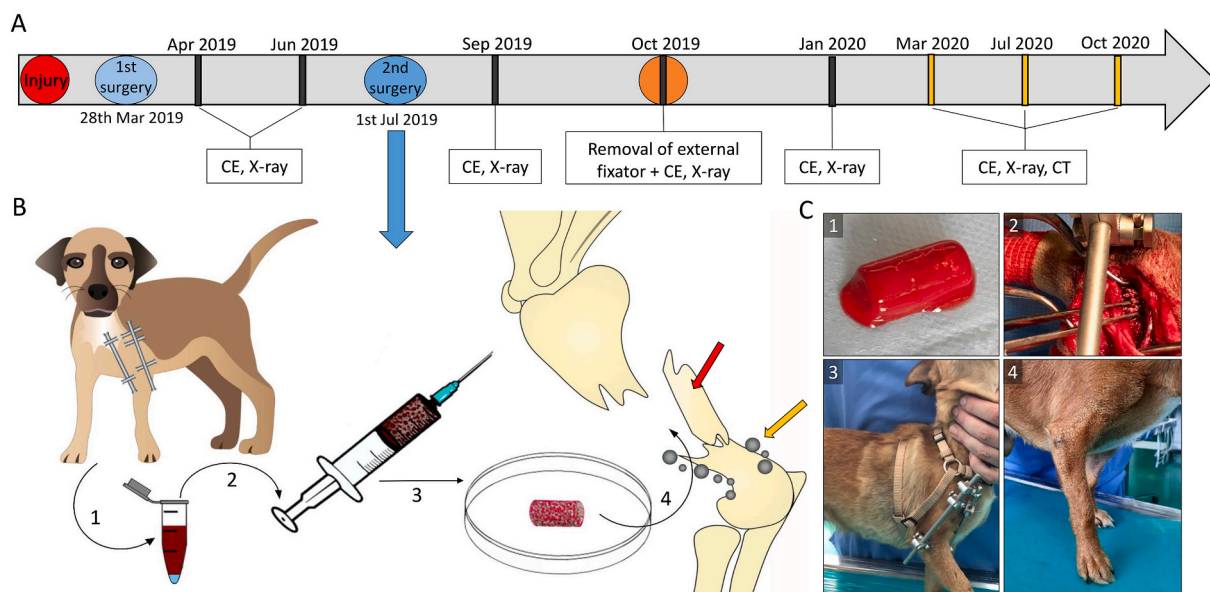 A
Apr 2019
Jun 2019
Sep 2019
Oct 2019
Jan 2020
Mar 2020
Jul 2020
Oct 2020
Injury
1st
surgery
2nd
surgery
28th Mar 2019
1st Jul 2019
CE, X-ray
CE, X-ray
Removal of external
fixator + CE, X-ray
CE, X-ray
CE, X-ray, CT
B
1
2
3
4
C
1
2
3
4